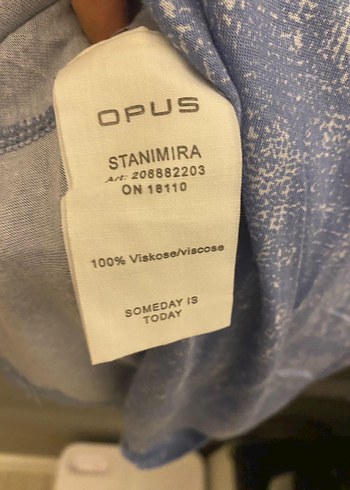 OPUS
STANIMIRA
Art: 208882203
ON 18110
100% Viskose/viscose
SOMEDAY IS
TODAY